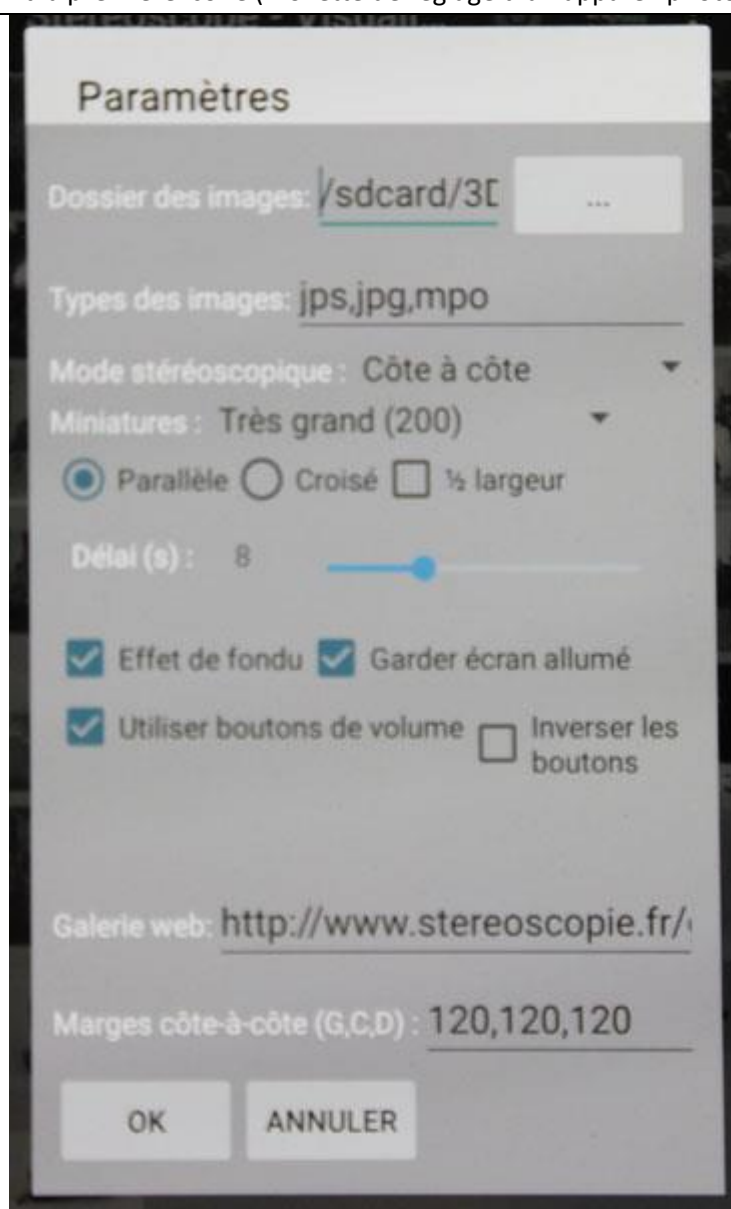 Paramètres
Dossier des images: /sdcard/3D ...
Types des images: jps,jpg,mpo
Mode stéréoscopique : Côte à côte
Miniatures : Très grand (200)
Parallèle Croisé ½ largeur
Délai (s) : 8
Effet de fondu Garder écran allumé
Utiliser boutons de volume Inverser les
boutons
Galerie web: http://www.stereoscopie.fr/
Marges côte-à-côte (G,C,D) : 120,120,120
OK ANNULER